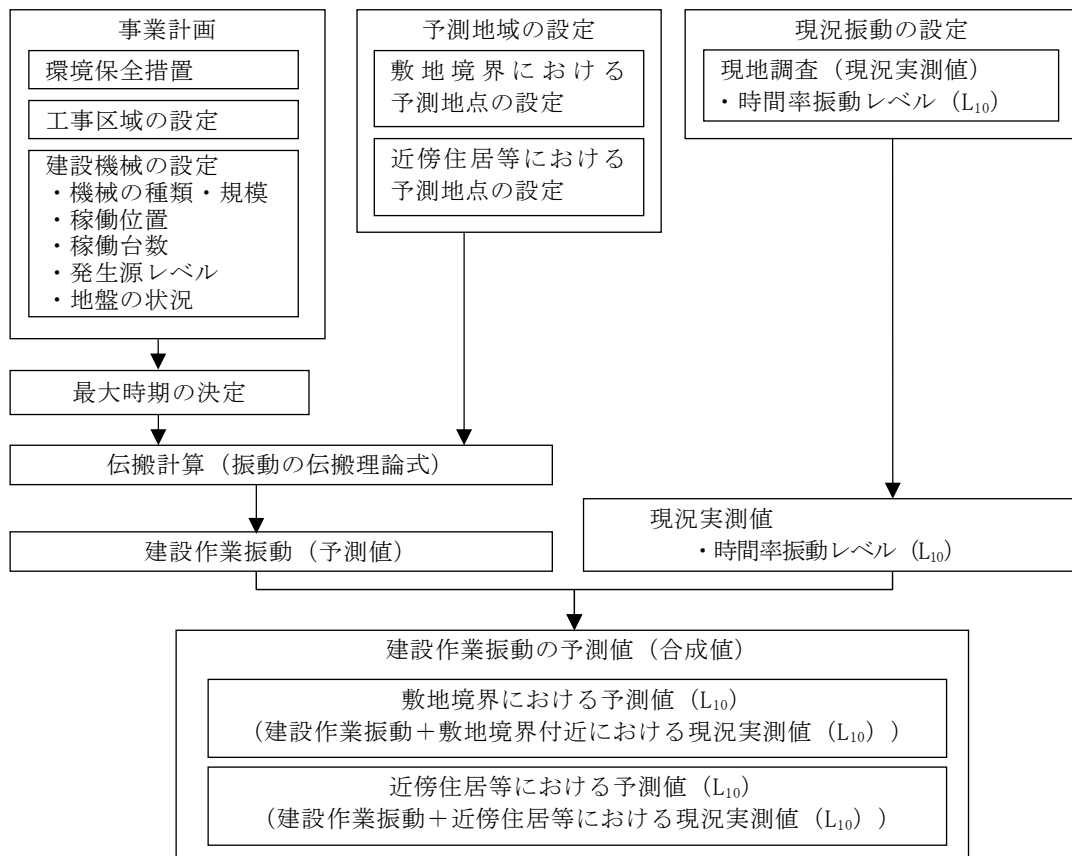 事業計画
環境保全措置
工事区域の設定
建設機械の設定
・機械の種類・規模
・稼働位置
・稼働台数
・発生源レベル
・地盤の状況
予測地域の設定
敷地境界における
予測地点の設定
近傍住居等における
予測地点の設定
現況振動の設定
現地調査（現況実測値）
・時間率振動レベル（L10）
最大時期の決定
伝搬計算（振動の伝搬理論式）
建設作業振動（予測値）
現況実測値
・時間率振動レベル（L10）
建設作業振動の予測値（合成値）
敷地境界における予測値（L10）
（建設作業振動＋敷地境界付近における現況実測値（L10））
近傍住居等における予測値（L10）
（建設作業振動＋近傍住居等における現況実測値（L10））